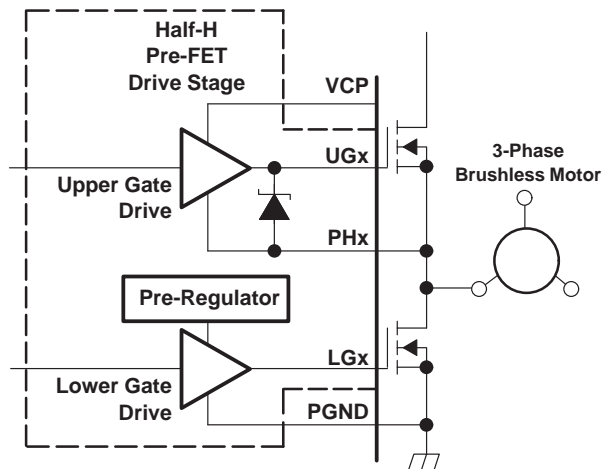 Half-H
Pre-FET
Drive Stage
VCP
UGx
3-Phase
Brushless Motor
Upper Gate
Drive
PHx
Pre-Regulator
LGx
Lower Gate
Drive
PGND